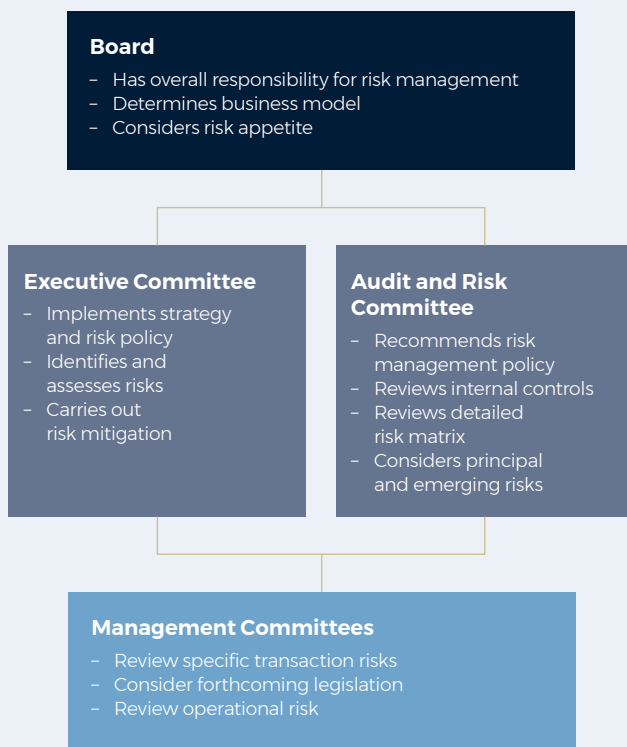 Board
– Has overall responsibility for risk management
– Determines business model
– Considers risk appetite
Executive Committee
– Implements strategy
and risk policy
– Identifies and
assesses risks
– Carries out
risk mitigation
Audit and Risk
Committee
– Recommends risk
management policy
– Reviews internal controls
– Reviews detailed
risk matrix
– Considers principal
and emerging risks
Management Committees
– Review specific transaction risks
– Consider forthcoming legislation
– Review operational risk